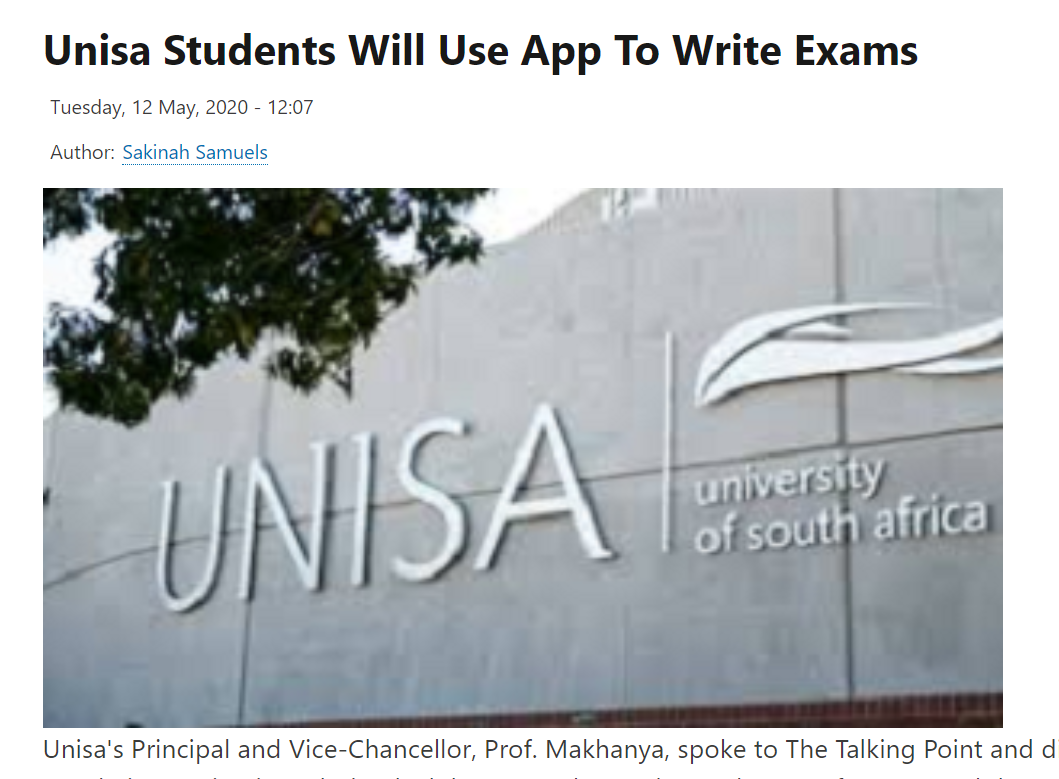 Unisa Students Will Use App To Write Exams
Tuesday, 12 May, 2020 - 12:07
Author: Sakinah Samuels
UNISA
university
of south africa
Unisa's Principal and Vice-Chancellor, Prof. Makhanya, spoke to The Talking Point and